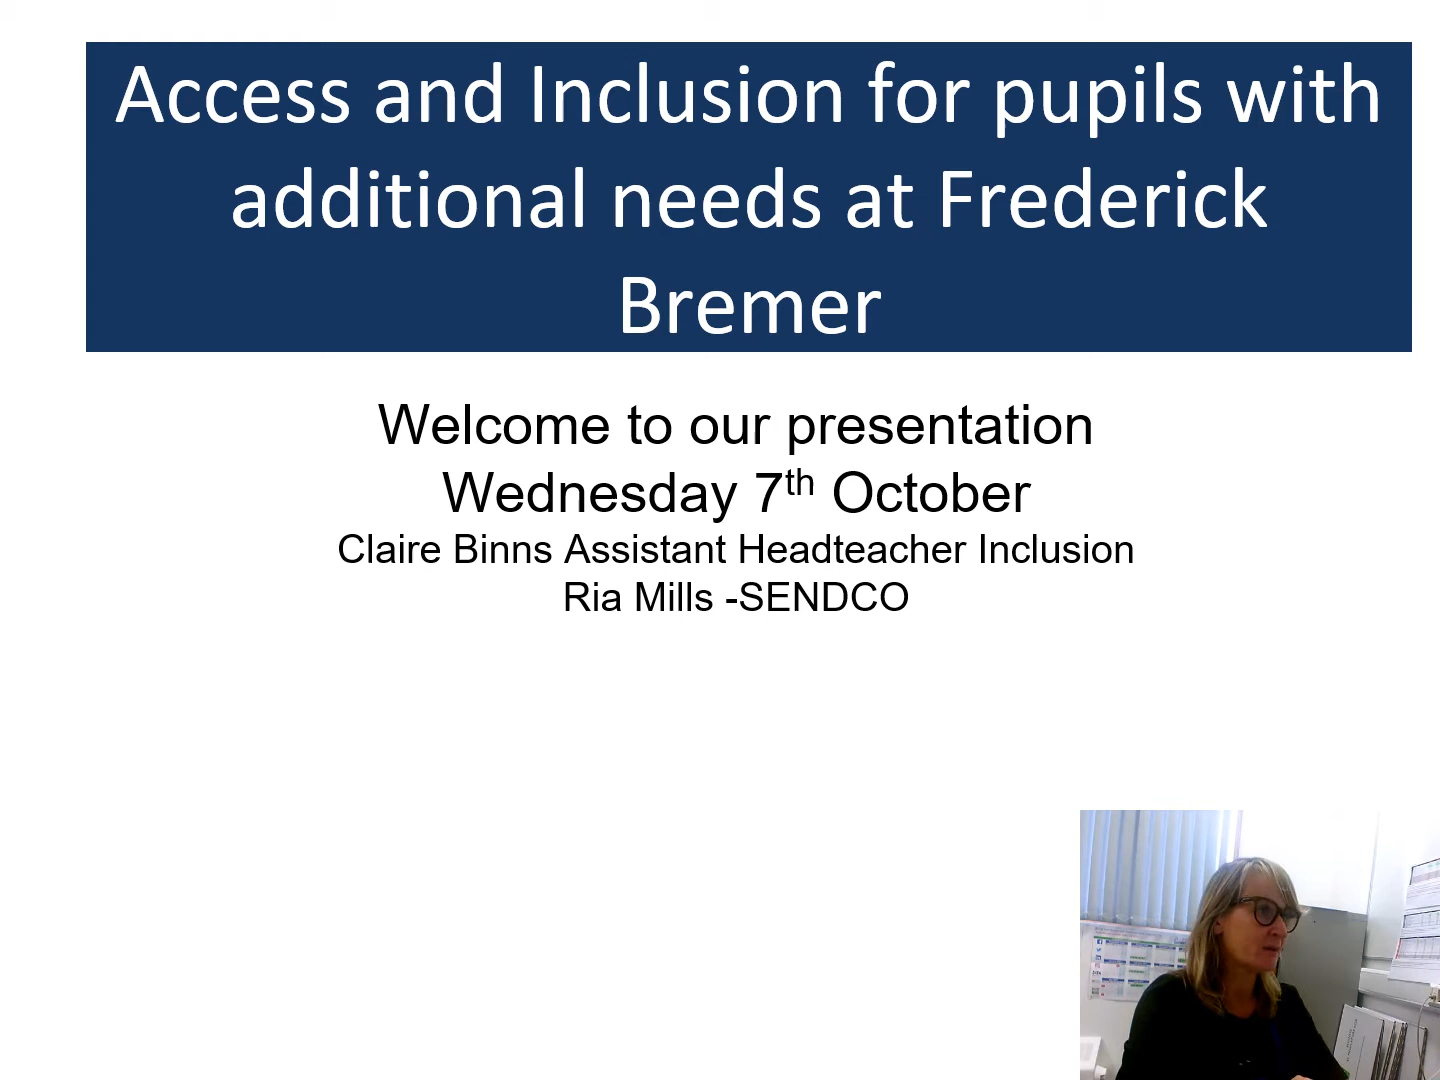 Access and Inclusion for pupils with
additional needs at Frederick
Bremer
Welcome to our presentation
Wednesday 7th October
Claire Binns Assistant Headteacher Inclusion
Ria Mills -SENDCO